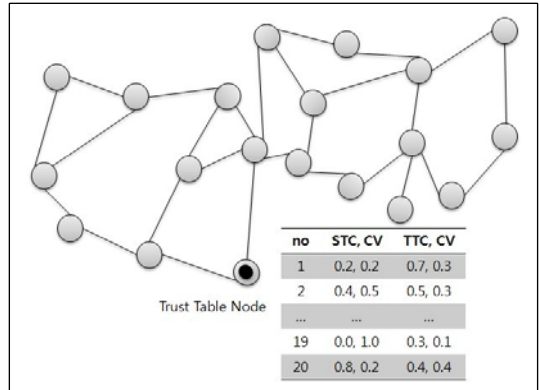 no STC, CV TTC, CV
1 0.2, 0.2 0.7, 0.3
2 0.4, 0.5 0.5, 0.3
Trust Table Node
... ... ...
19 0.0, 1.0 0.3, 0.1
20 0.8, 0.2 0.4, 0.4